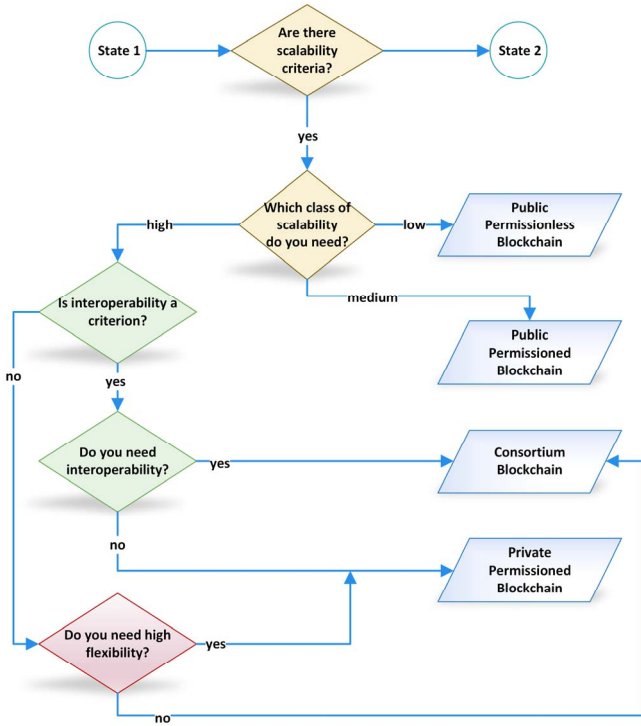 State 1
Are there
scalability
criteria?
State 2
yes
Which class of
scalability
do you need?
high
low
Public
Permissionless
Blockchain
medium
Is interoperability a
criterion?
Public
Permissioned
Blockchain
no
yes
Do you need
interoperability?
yes
Consortium
Blockchain
no
Private
Permissioned
Blockchain
Do you need high
flexibility?
yes
no